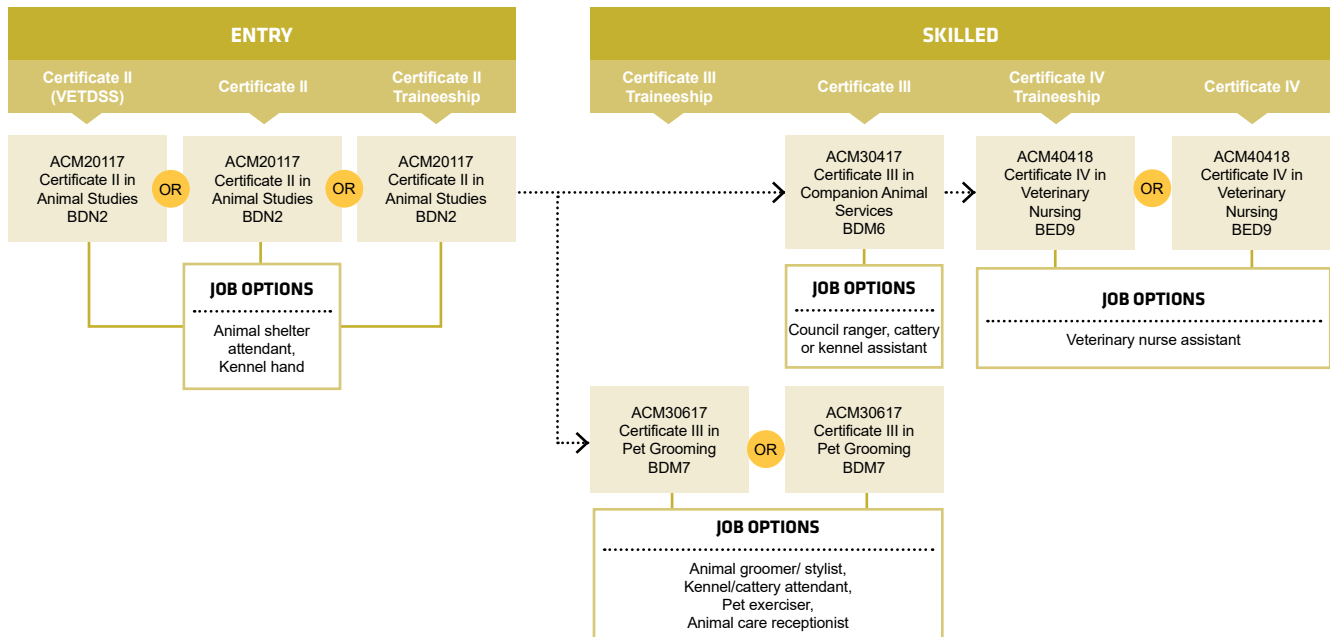 ENTRY
SKILLED
Certificate II
(VETDSS)
Certificate II
Certificate II
Traineeship
Certificate III
Traineeship
Certificate III
Certificate IV
Traineeship
Certificate IV
ACM20117
Certificate II in
Animal Studies
BDN2
OR
ACM20117
Certificate II in
Animal Studies
BDN2
OR
ACM20117
Certificate II in
Animal Studies
BDN2
ACM30417
Certificate III in
Companion Animal
Services
BDM6
ACM40418
Certificate IV in
Veterinary
Nursing
BED9
OR
ACM40418
Certificate IV in
Veterinary
Nursing
BED9
JOB OPTIONS
Animal shelter
attendant,
Kennel hand
JOB OPTIONS
Council ranger, cattery
or kennel assistant
JOB OPTIONS
Veterinary nurse assistant
ACM30617
Certificate III in
Pet Grooming
BDM7
OR
ACM30617
Certificate III in
Pet Grooming
BDM7
JOB OPTIONS
Animal groomer/ stylist,
Kennel/cattery attendant,
Pet exerciser,
Animal care receptionist